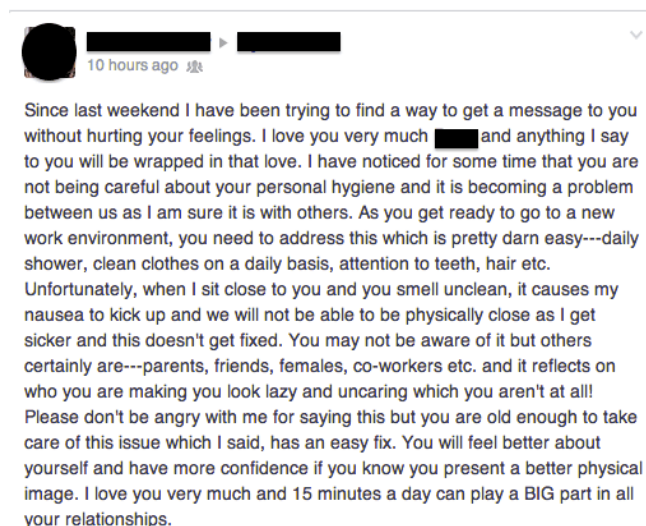 10 hours ago
Since last weekend I have been trying to find a way to get a message to you
without hurting your feelings. I love you very much and anything I say
to you will be wrapped in that love. I have noticed for some time that you are
not being careful about your personal hygiene and it is becoming a problem
between us as I am sure it is with others. As you get ready to go to a new
work environment, you need to address this which is pretty darn easy---daily
shower, clean clothes on a daily basis, attention to teeth, hair etc.
Unfortunately, when I sit close to you and you smell unclean, it causes my
nausea to kick up and we will not be able to be physically close as I get
sicker and this doesn't get fixed. You may not be aware of it but others
certainly are---parents, friends, females, co-workers etc. and it reflects on
who you are making you look lazy and uncaring which you aren't at all!
Please don't be angry with me for saying this but you are old enough to take
care of this issue which I said, has an easy fix. You will feel better about
yourself and have more confidence if you know you present a better physical
image. I love you very much and 15 minutes a day can play a BIG part in all
your relationships.